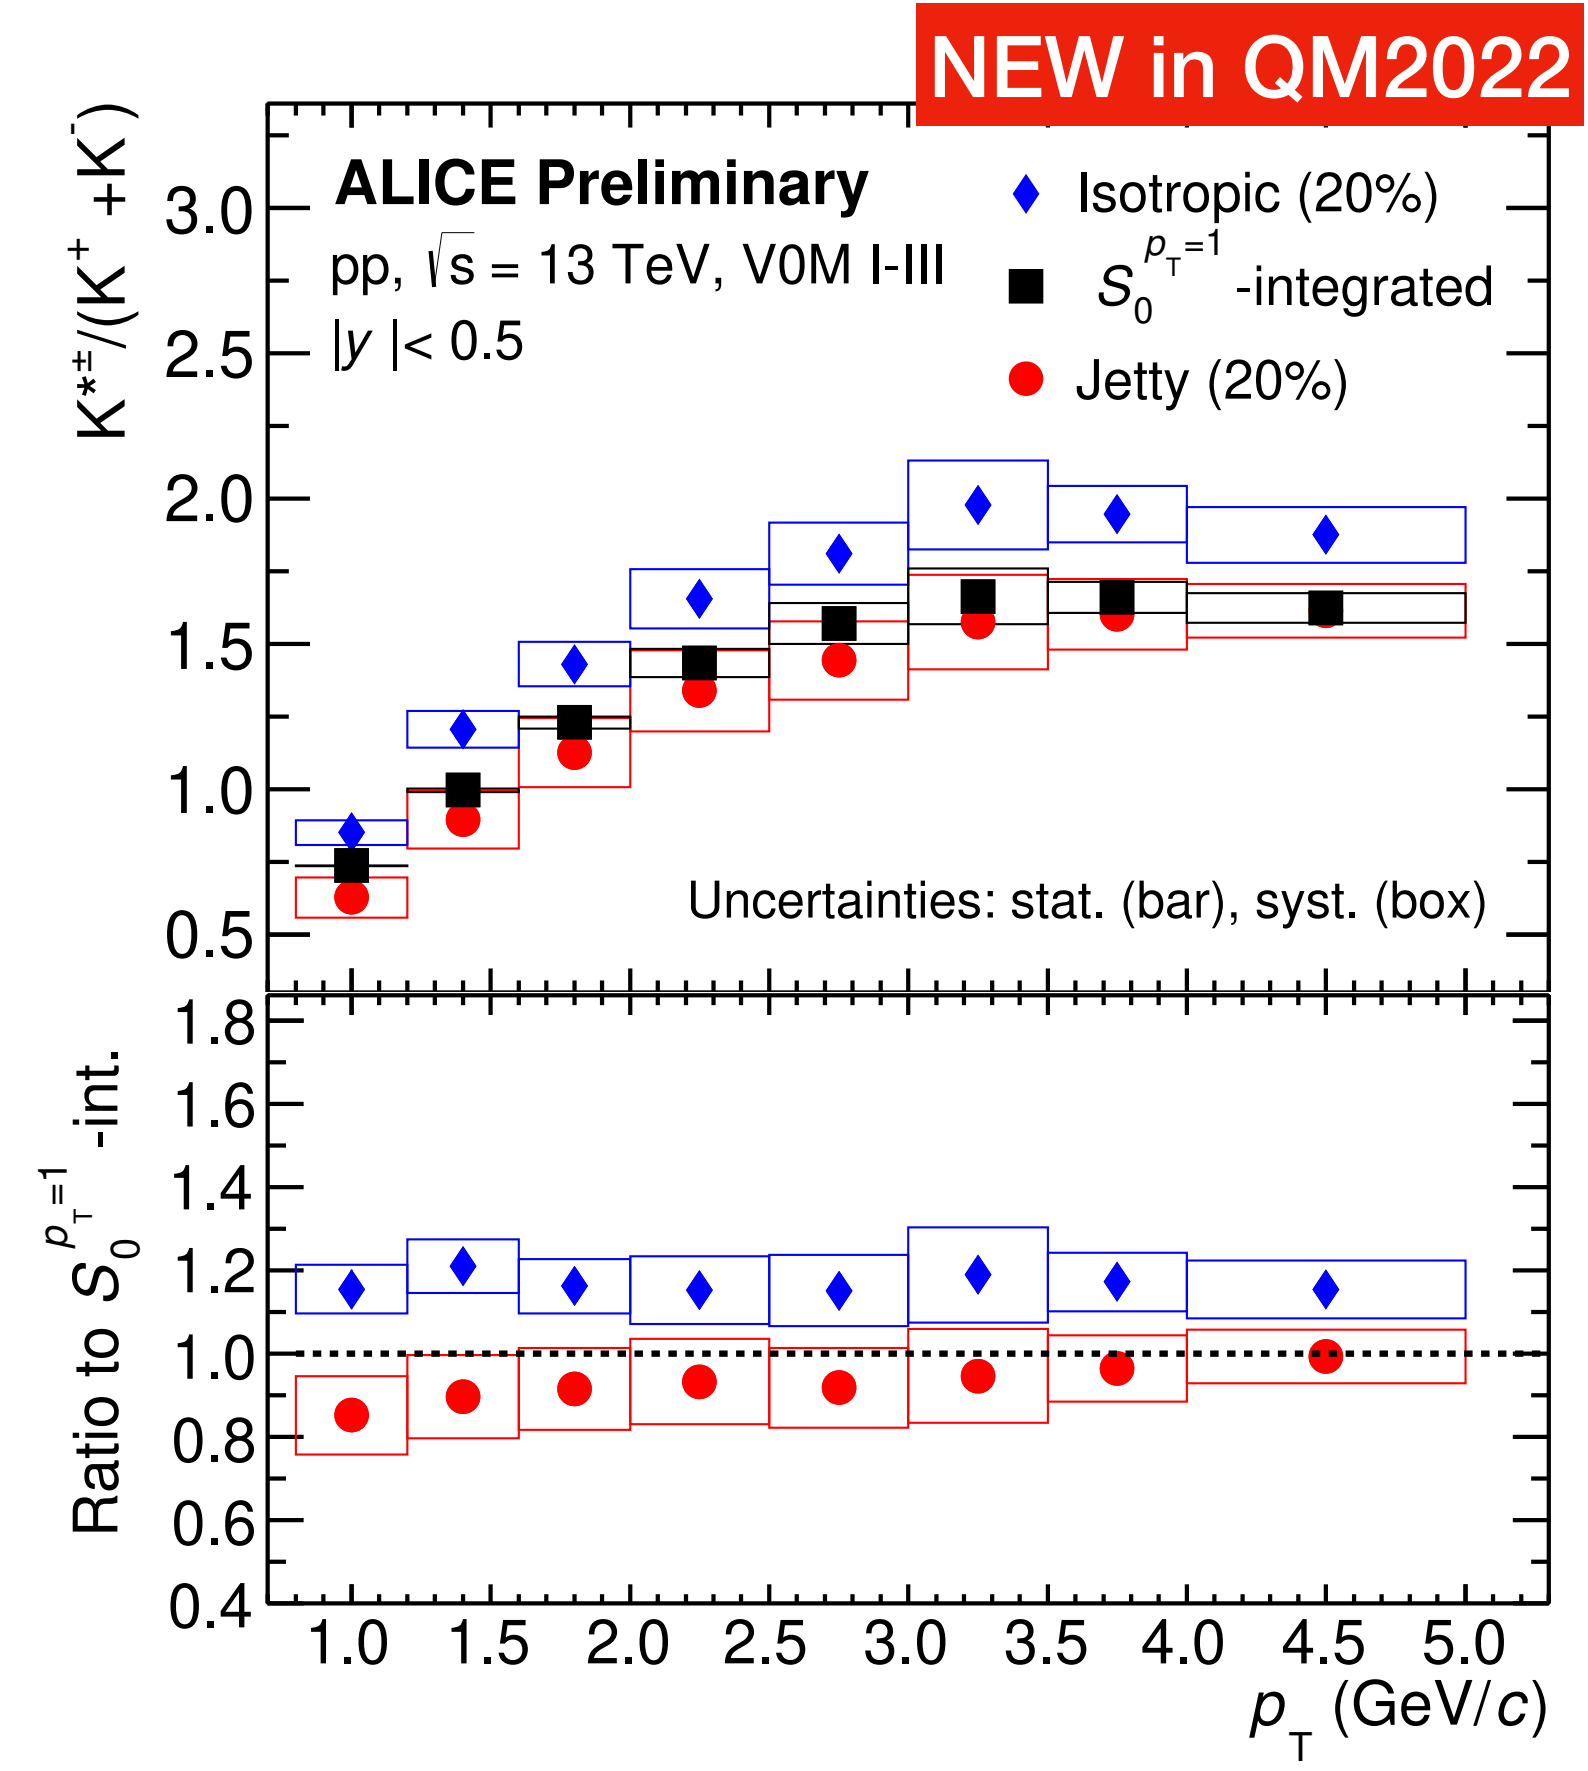 NEW in QM2022
K*±/(K⁺ +K⁻)
ALICE Preliminary
pp, √s = 13 TeV, V0M I-III
|y |< 0.5
Isotropic (20%)
S₀^{p_T=1} -integrated
Jetty (20%)
3.0
2.5
2.0
1.5
1.0
0.5
Uncertainties: stat. (bar), syst. (box)
Ratio to S₀^{p_T=1} -int.
1.8
1.6
1.4
1.2
1.0
0.8
0.6
0.4
1.0 1.5 2.0 2.5 3.0 3.5 4.0 4.5 5.0
p_T (GeV/c)